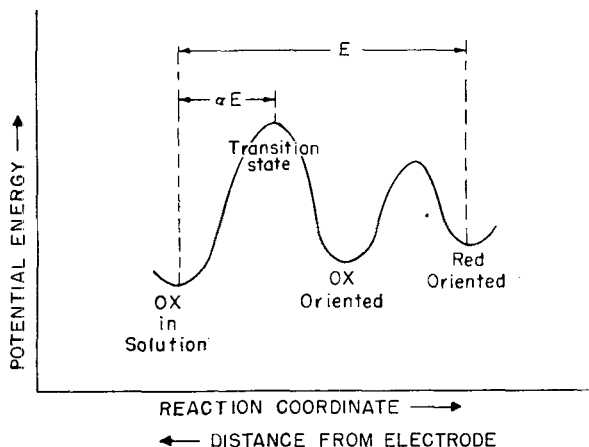 E
αE
Transition
state
OX
in
Solution
OX
Oriented
Red
Oriented
POTENTIAL ENERGY →
REACTION COORDINATE →
← DISTANCE FROM ELECTRODE